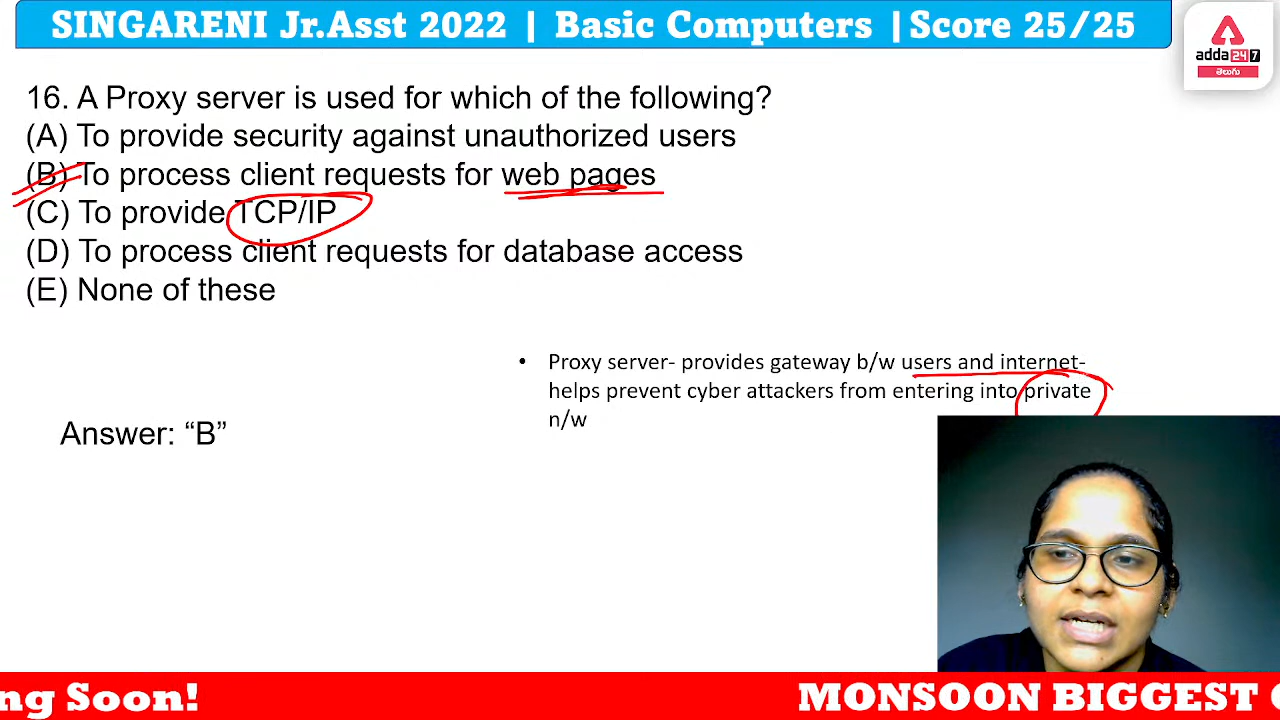 SINGARENI Jr.Asst 2022 | Basic Computers |Score 25/25
adda 24 7
తెలుగు
16. A Proxy server is used for which of the following?
(A) To provide security against unauthorized users
(B) To process client requests for web pages
(C) To provide TCP/IP
(D) To process client requests for database access
(E) None of these
• Proxy server- provides gateway b/w users and internet-
helps prevent cyber attackers from entering into private
n/w
Answer: “B”
ng Soon!
MONSOON BIGGEST